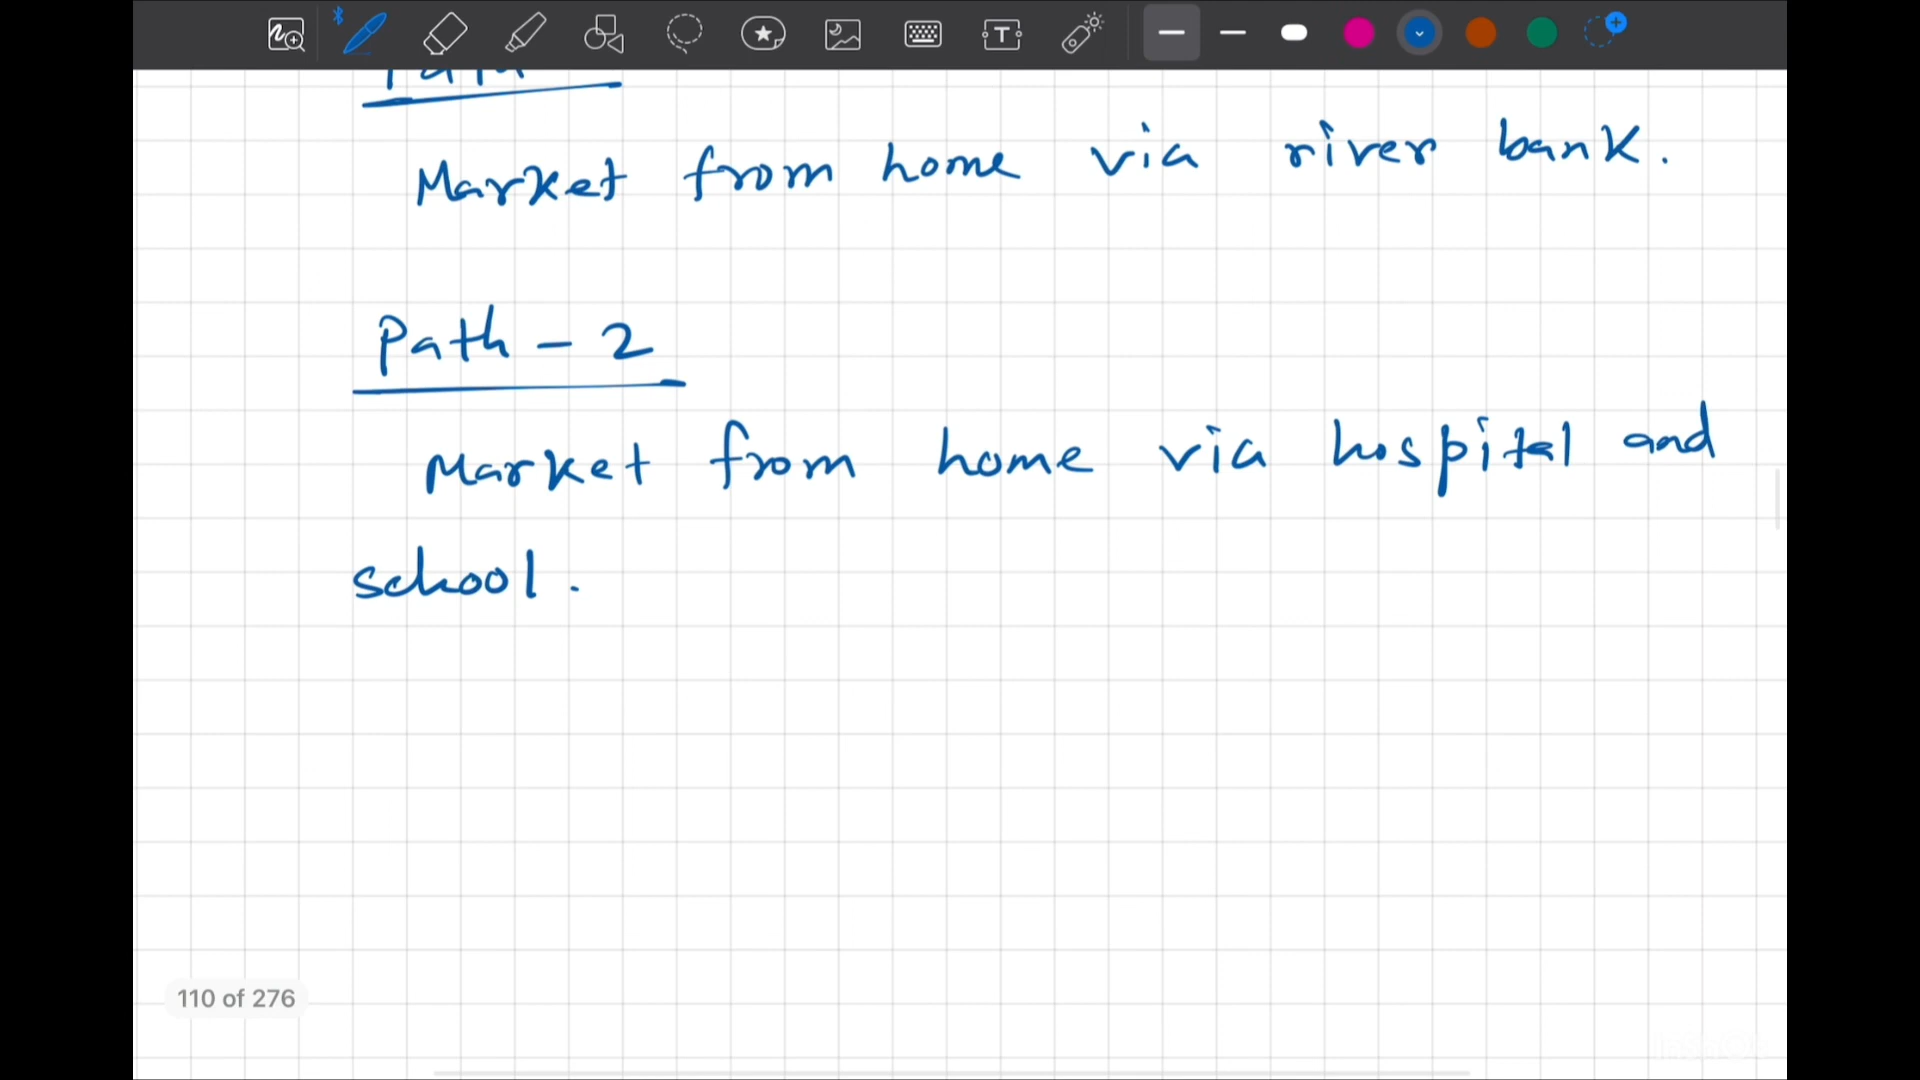 Market from home via river bank.
Path - 2
Market from home via hospital and
school.
110 of 276